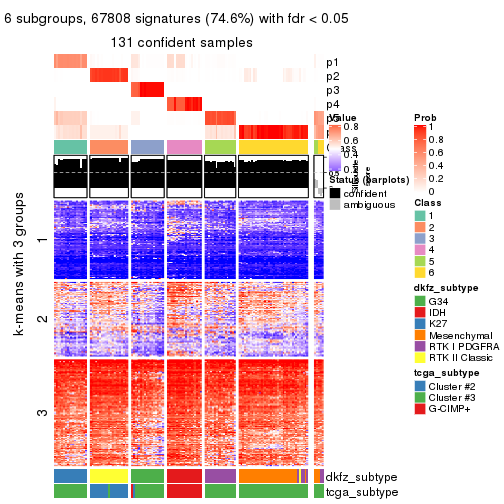 6 subgroups, 67808 signatures (74.6%) with fdr < 0.05
131 confident samples
p1
p2
p3
p4
Value
0.8
0.6
0.4
0.2
Silhouette
score
Status (barplots)
confident
ambiguous
k-means with 3 groups
1
2
3
dkfz_subtype
tcga_subtype
Prob
1
0.8
0.6
0.4
0.2
0
Class
1
2
3
4
5
6
dkfz_subtype
G34
IDH
K27
Mesenchymal
RTK I PDGFRA
RTK II Classic
tcga_subtype
Cluster #2
Cluster #3
G-CIMP+